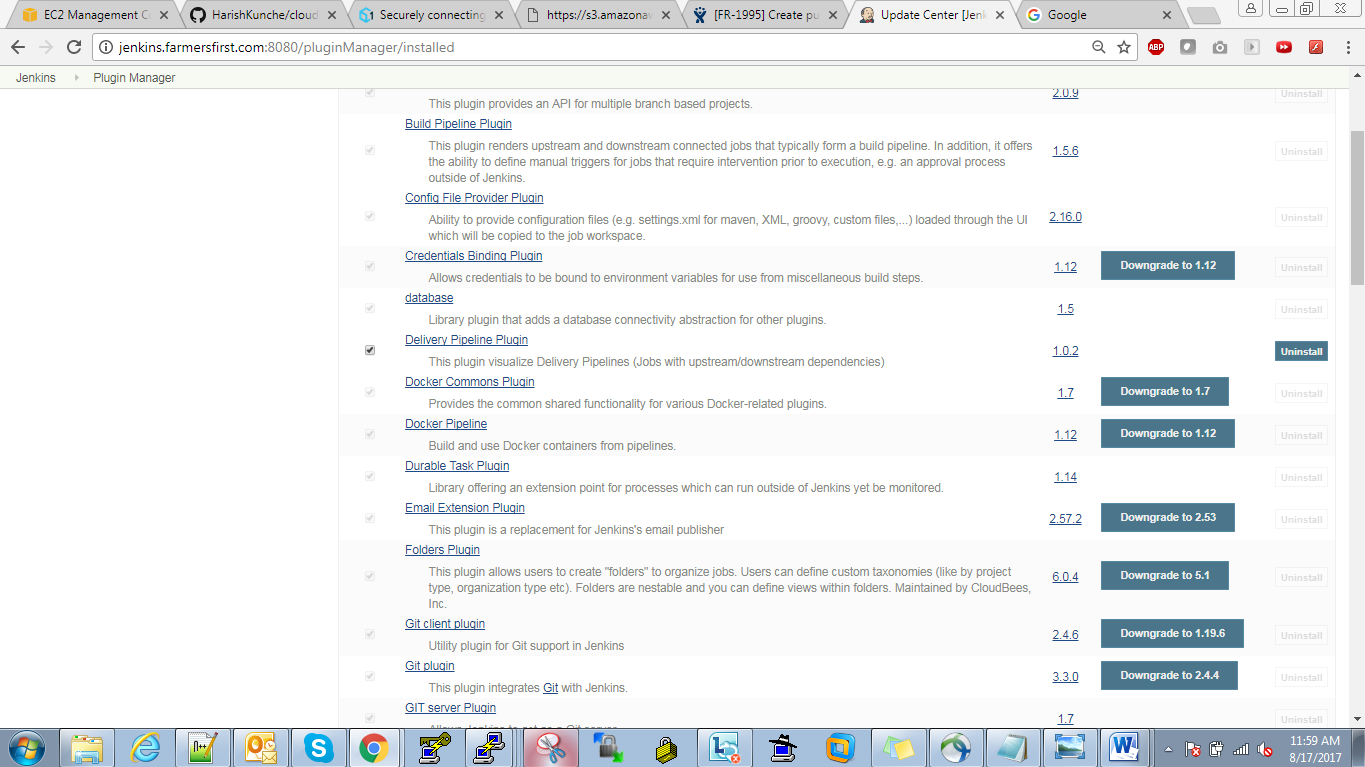 EC2 Management C
HarishKunche/cloud
Securely connecting
https://s3.amazonaw
[FR-1995] Create pu
Update Center [Jenk
Google
jenkins.farmersfirst.com:8080/pluginManager/installed
ABP
Jenkins
Plugin Manager
This plugin provides an API for multiple branch based projects.
2.0.9
Uninstall
Build Pipeline Plugin
This plugin renders upstream and downstream connected jobs that typically form a build pipeline. In addition, it offers
the ability to define manual triggers for jobs that require intervention prior to execution, e.g. an approval process
outside of Jenkins.
1.5.6
Uninstall
Config File Provider Plugin
Ability to provide configuration files (e.g. settings.xml for maven, XML, groovy, custom files,...) loaded through the UI
which will be copied to the job workspace.
2.16.0
Uninstall
Credentials Binding Plugin
Allows credentials to be bound to environment variables for use from miscellaneous build steps.
1.12
Downgrade to 1.12
Uninstall
database
Library plugin that adds a database connectivity abstraction for other plugins.
1.5
Uninstall
Delivery Pipeline Plugin
This plugin visualize Delivery Pipelines (Jobs with upstream/downstream dependencies)
1.0.2
Uninstall
Docker Commons Plugin
Provides the common shared functionality for various Docker-related plugins.
1.7
Downgrade to 1.7
Uninstall
Docker Pipeline
Build and use Docker containers from pipelines.
1.12
Downgrade to 1.12
Uninstall
Durable Task Plugin
Library offering an extension point for processes which can run outside of Jenkins yet be monitored.
1.14
Uninstall
Email Extension Plugin
This plugin is a replacement for Jenkins's email publisher
2.57.2
Downgrade to 2.53
Uninstall
Folders Plugin
This plugin allows users to create "folders" to organize jobs. Users can define custom taxonomies (like by project
type, organization type etc). Folders are nestable and you can define views within folders. Maintained by CloudBees,
Inc.
6.0.4
Downgrade to 5.1
Uninstall
Git client plugin
Utility plugin for Git support in Jenkins
2.4.6
Downgrade to 1.19.6
Uninstall
Git plugin
This plugin integrates Git with Jenkins.
3.3.0
Downgrade to 2.4.4
Uninstall
GIT server Plugin
Allows Jenkins to act as a Git server
1.7
Uninstall
11:59 AM
8/17/2017